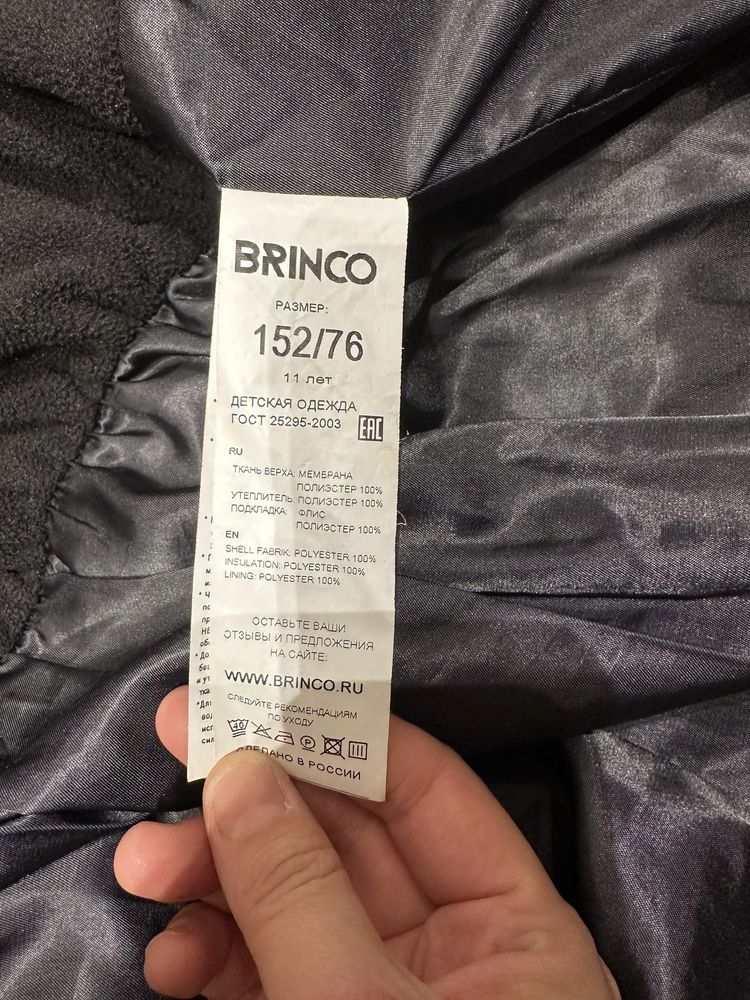 BRINCO
РАЗМЕР:
152/76
11 лет
ДЕТСКАЯ ОДЕЖДА
ГОСТ 25295-2003
EAC
RU
ТКАНЬ ВЕРХА: МЕМБРАНА
ПОЛИЭСТЕР 100%
УТЕПЛИТЕЛЬ: ПОЛИЭСТЕР 100%
ПОДКЛАДКА: ФЛИС
ПОЛИЭСТЕР 100%
EN
SHELL FABRIK: POLYESTER 100%
INSULATION: POLYESTER 100%
LINING: POLYESTER 100%
ОСТАВЬТЕ ВАШИ
ОТЗЫВЫ И ПРЕДЛОЖЕНИЯ
НА САЙТЕ:
WWW.BRINCO.RU
СЛЕДУЙТЕ РЕКОМЕНДАЦИЯМ
ПО УХОДУ
40 P
СДЕЛАНО В РОССИИ